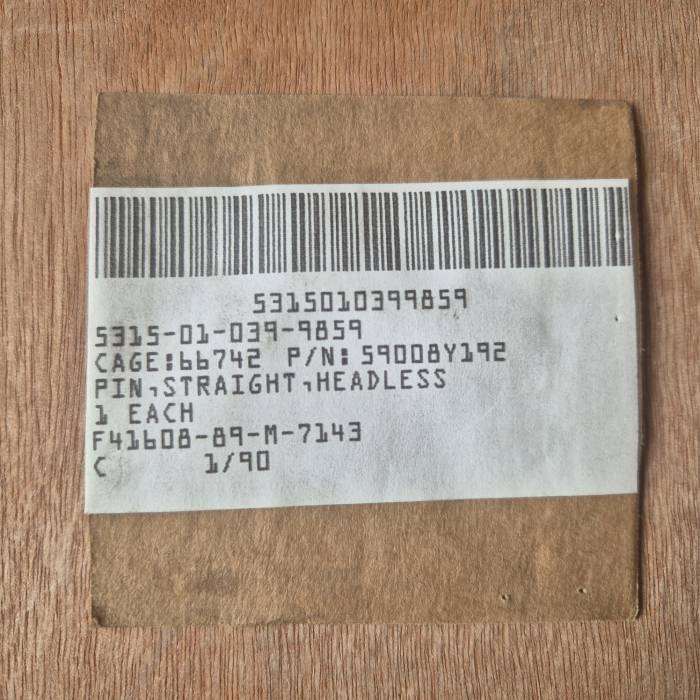 5315010399859
5315-01-039-9859
CAGE:66742 P/N: 59008Y192
PIN,STRAIGHT,HEADLESS
1 EACH
F41608-89-M-7143
C 1/90